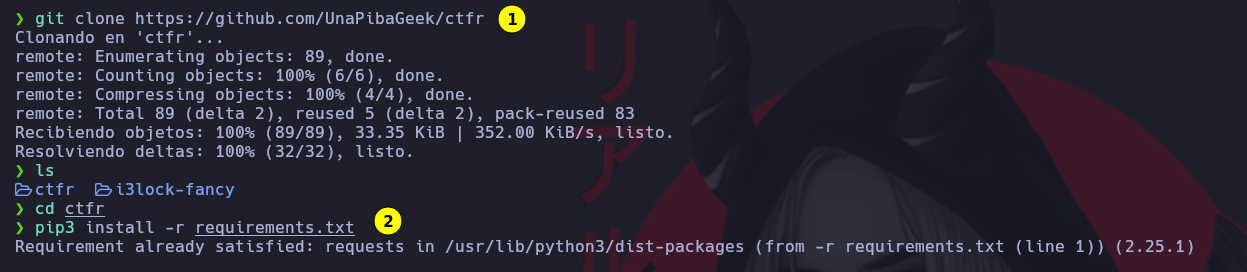 ❯ git clone https://github.com/UnaPibaGeek/ctfr 1
Clonando en 'ctfr'...
remote: Enumerating objects: 89, done.
remote: Counting objects: 100% (6/6), done.
remote: Compressing objects: 100% (4/4), done.
remote: Total 89 (delta 2), reused 5 (delta 2), pack-reused 83
Recibiendo objetos: 100% (89/89), 33.35 KiB | 352.00 KiB/s, listo.
Resolviendo deltas: 100% (32/32), listo.
❯ ls
ctfr i3lock-fancy
❯ cd ctfr
❯ pip3 install -r requirements.txt 2
Requirement already satisfied: requests in /usr/lib/python3/dist-packages (from -r requirements.txt (line 1)) (2.25.1)
リアル